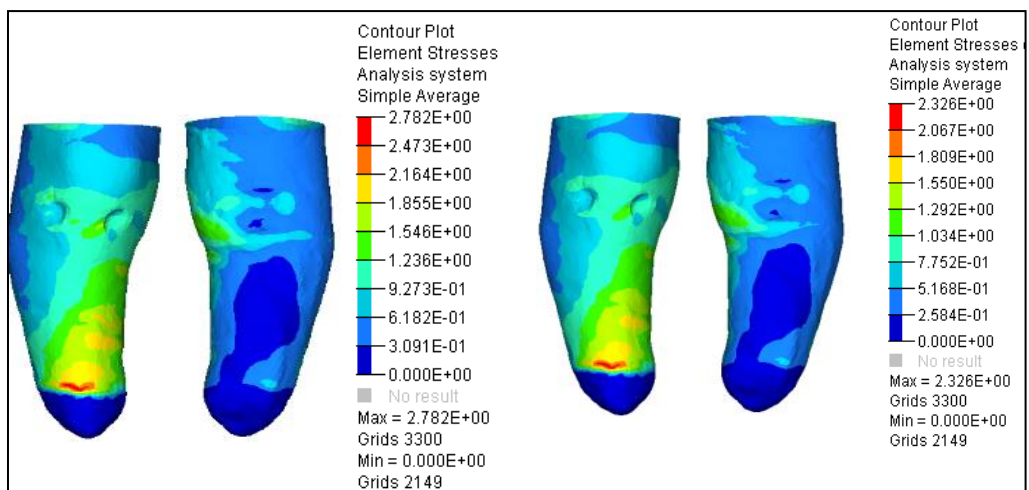 Contour Plot
Element Stresses
Analysis system
Simple Average
2.782E+00
2.473E+00
2.164E+00
1.855E+00
1.546E+00
1.236E+00
9.273E-01
6.182E-01
3.091E-01
0.000E+00
No result
Max = 2.782E+00
Grids 3300
Min = 0.000E+00
Grids 2149
Contour Plot
Element Stresses
Analysis system
Simple Average
2.326E+00
2.067E+00
1.809E+00
1.550E+00
1.292E+00
1.034E+00
7.752E-01
5.168E-01
2.584E-01
0.000E+00
No result
Max = 2.326E+00
Grids 3300
Min = 0.000E+00
Grids 2149